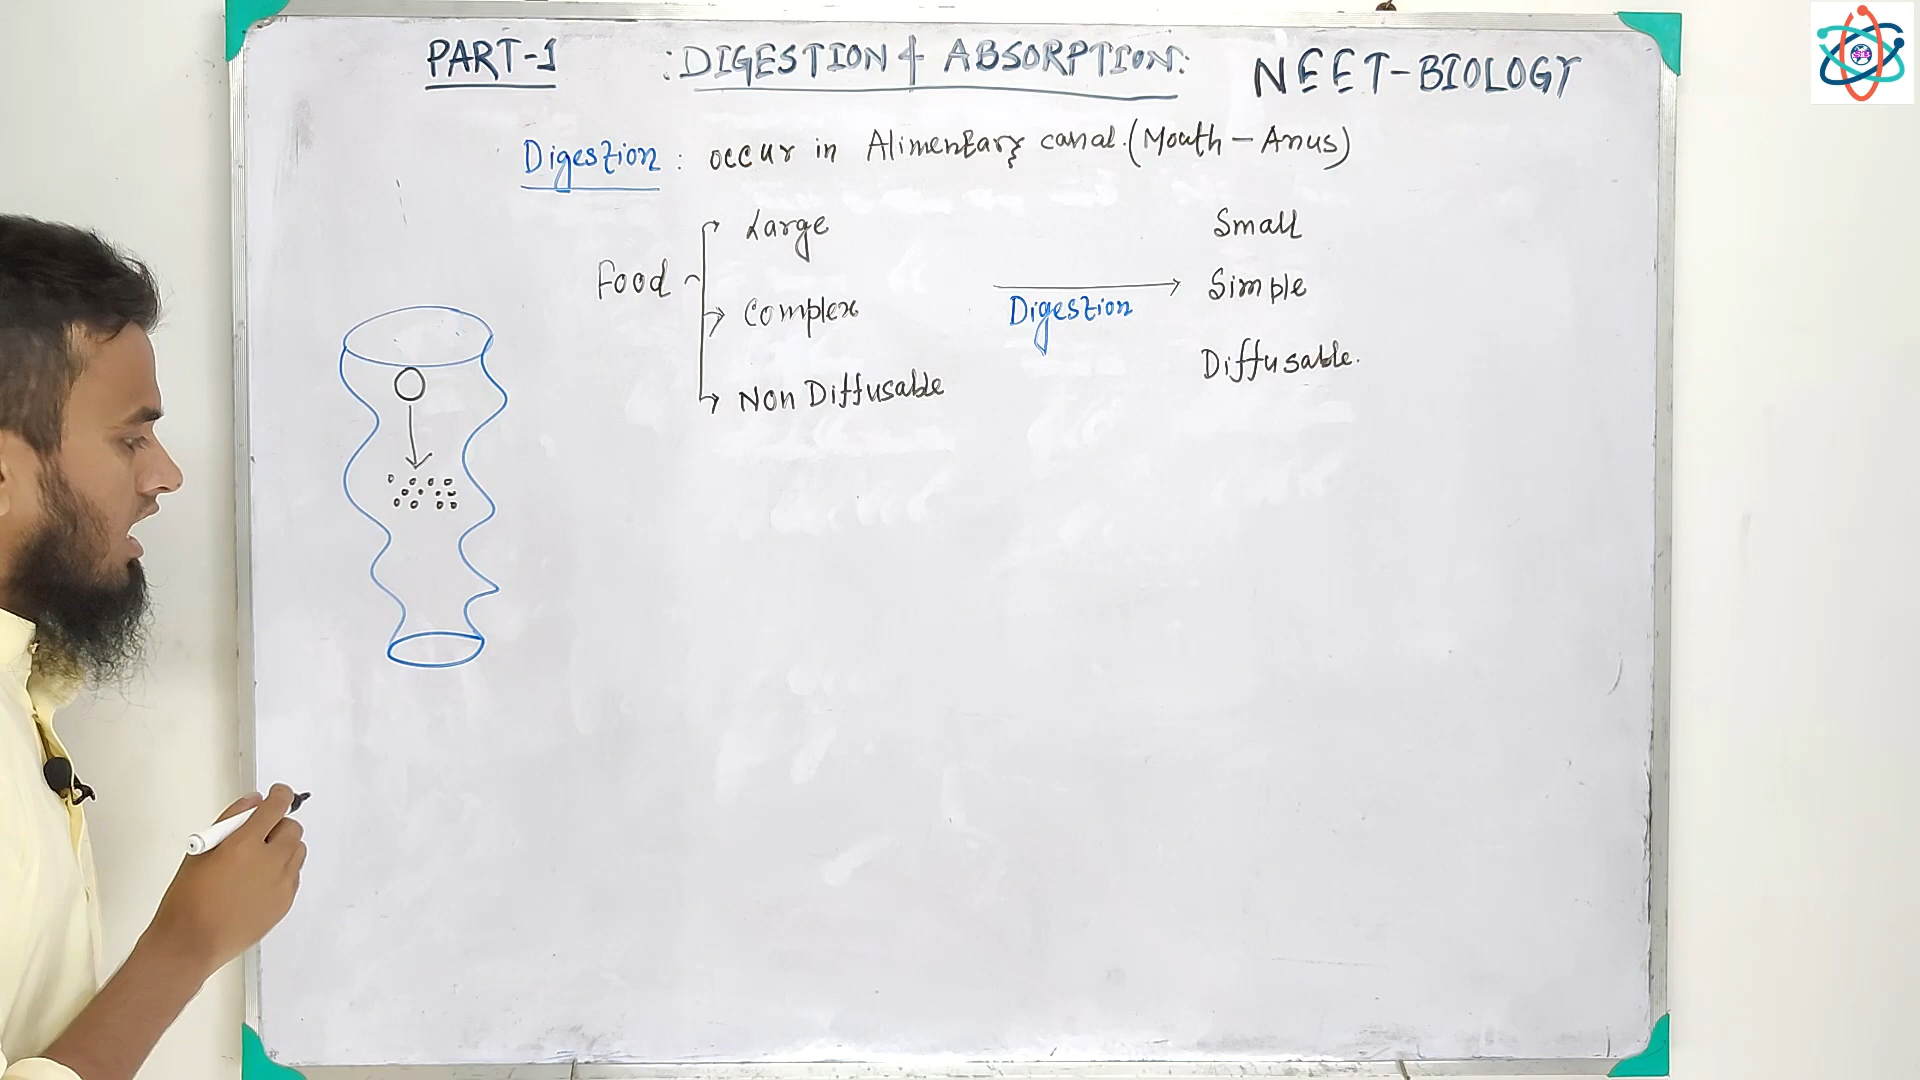 PART-1 :DIGESTION & ABSORPTION: NEET-BIOLOGY
Digestion : occur in Alimentary canal.(Mouth - Anus)
Large Small
Food Simple
Complex Digestion
Non Diffusable Diffusable.